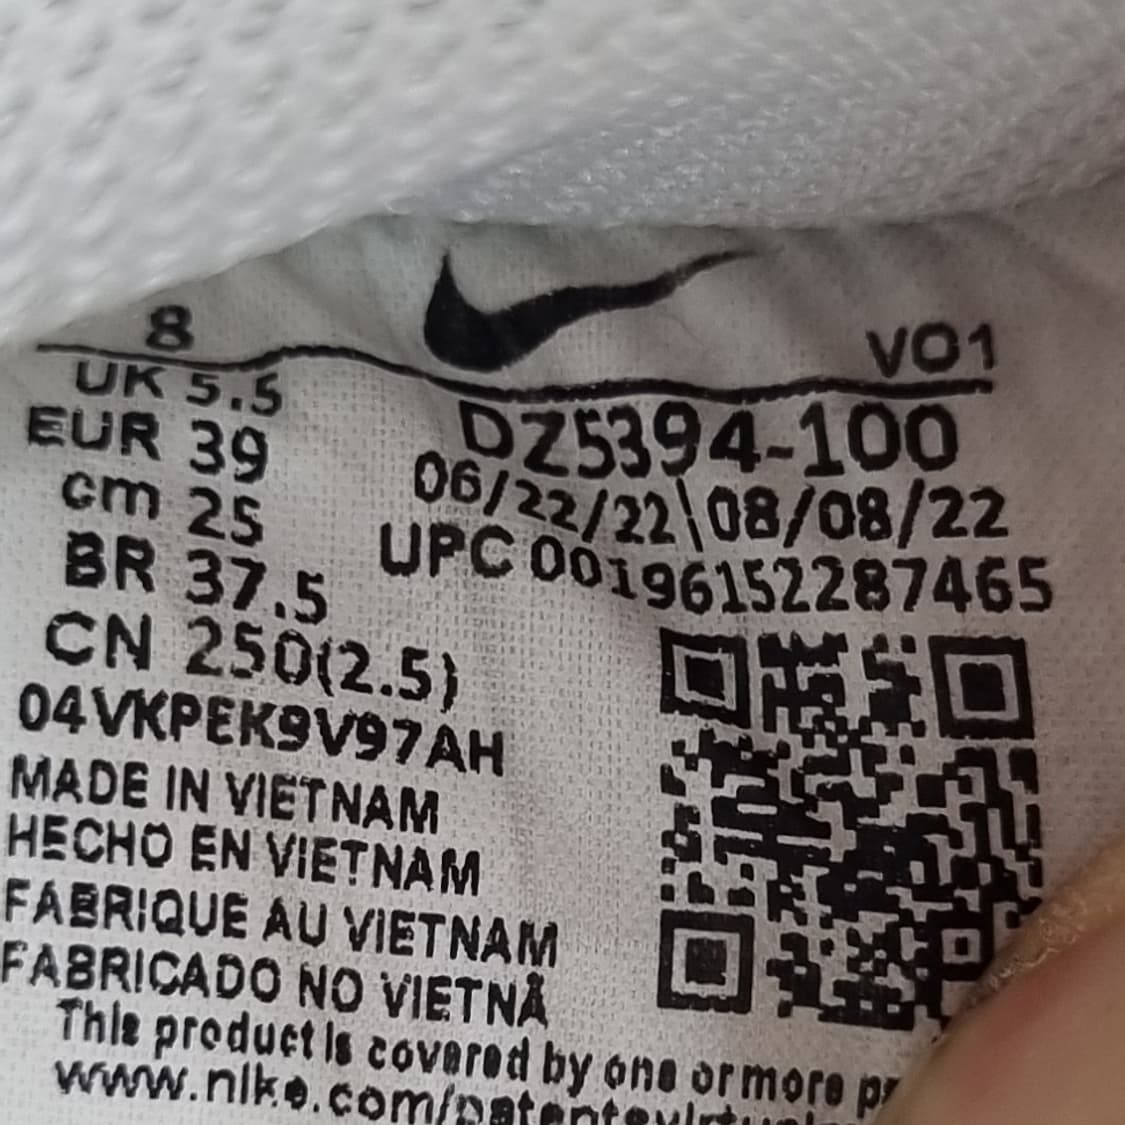 8
VO1
UK 5.5
EUR 39
cm 25
BR 37.5
CN 250(2.5)
DZ5394-100
06/22/22\08/08/22
UPC 00196152287465
04VKPEK9V97AH
MADE IN VIETNAM
HECHO EN VIETNAM
FABRIQUE AU VIETNAM
FABRICADO NO VIETNÃ
This product is covered by one or more
www.nike.com/patents